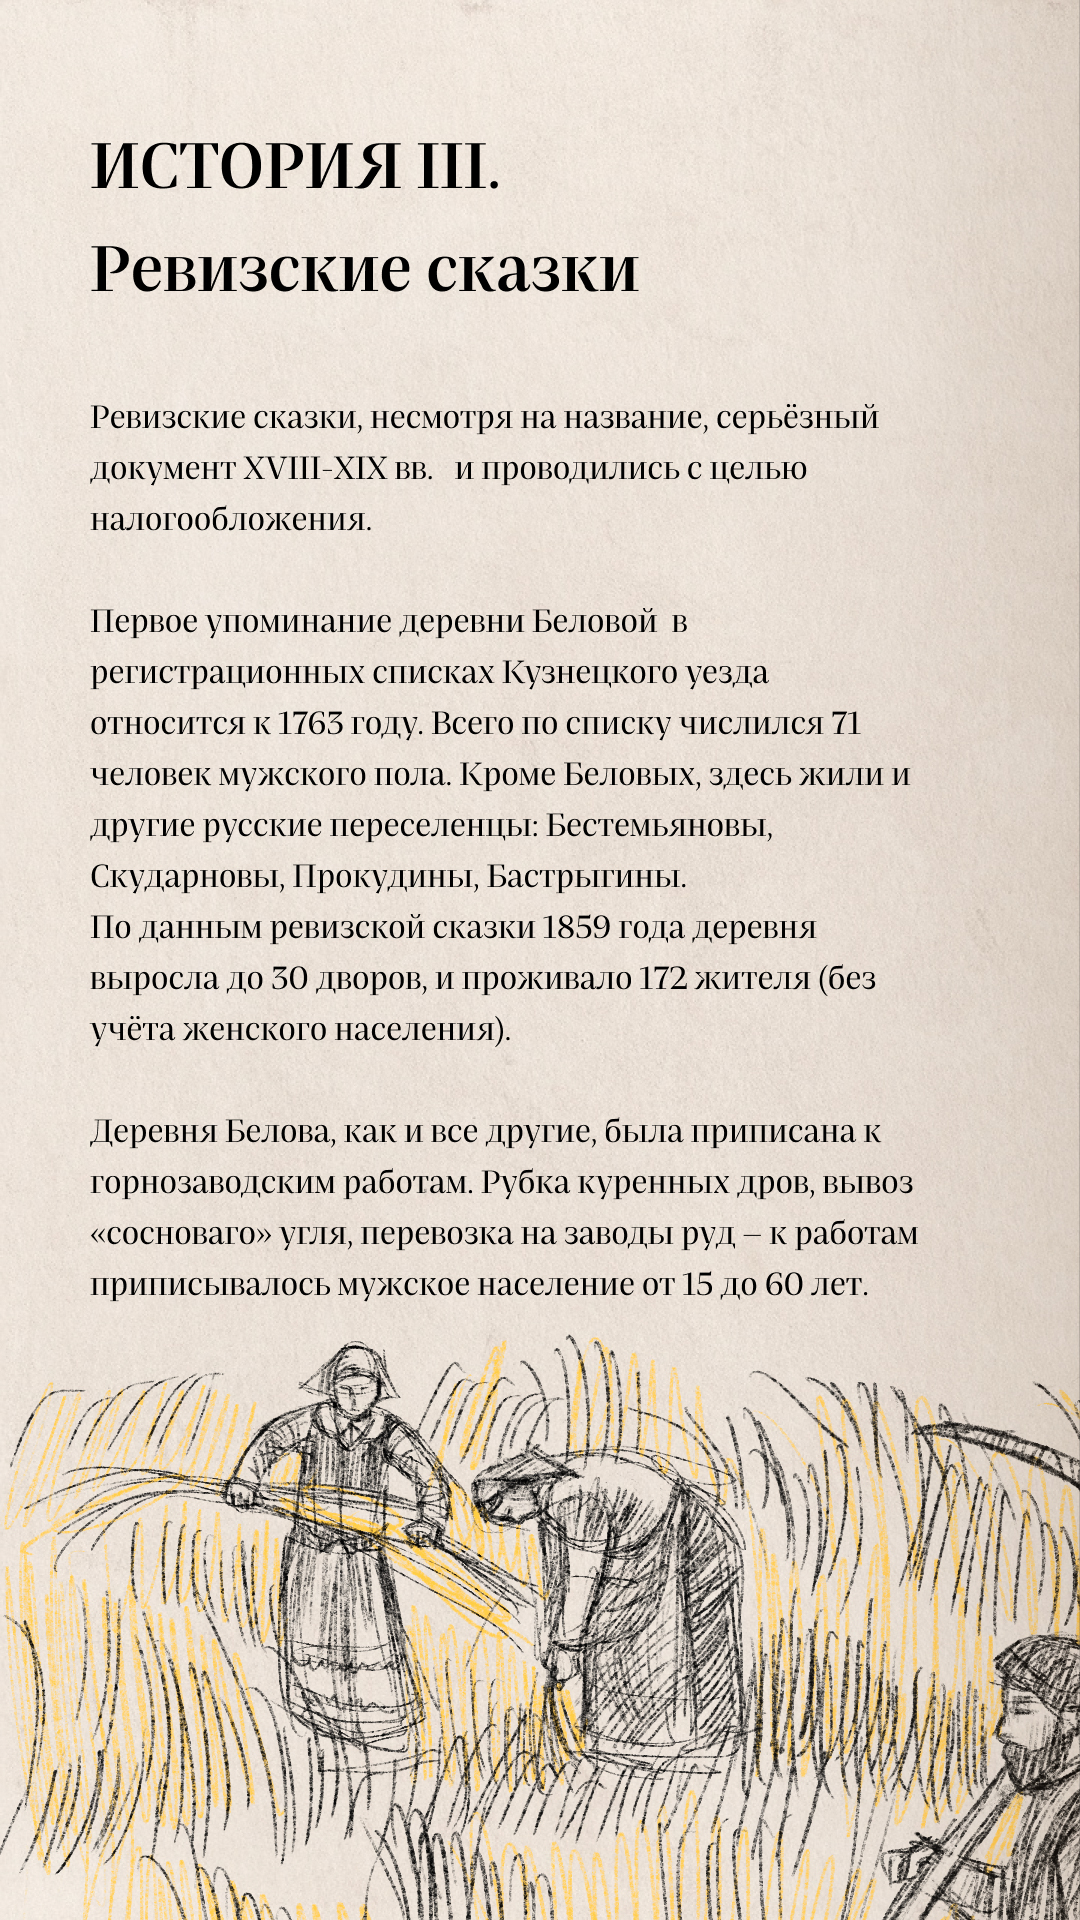 ИСТОРИЯ III.
Ревизские сказки
Ревизские сказки, несмотря на название, серьёзный
документ XVIII-XIX вв. и проводились с целью
налогообложения.
Первое упоминание деревни Беловой в
регистрационных списках Кузнецкого уезда
относится к 1763 году. Всего по списку числился 71
человек мужского пола. Кроме Беловых, здесь жили и
другие русские переселенцы: Бестемьяновы,
Скударновы, Прокудины, Бастрыгины.
По данным ревизской сказки 1859 года деревня
выросла до 30 дворов, и проживало 172 жителя (без
учёта женского населения).
Деревня Белова, как и все другие, была приписана к
горнозаводским работам. Рубка куренных дров, вывоз
«сосноваго» угля, перевозка на заводы руд – к работам
приписывалось мужское население от 15 до 60 лет.